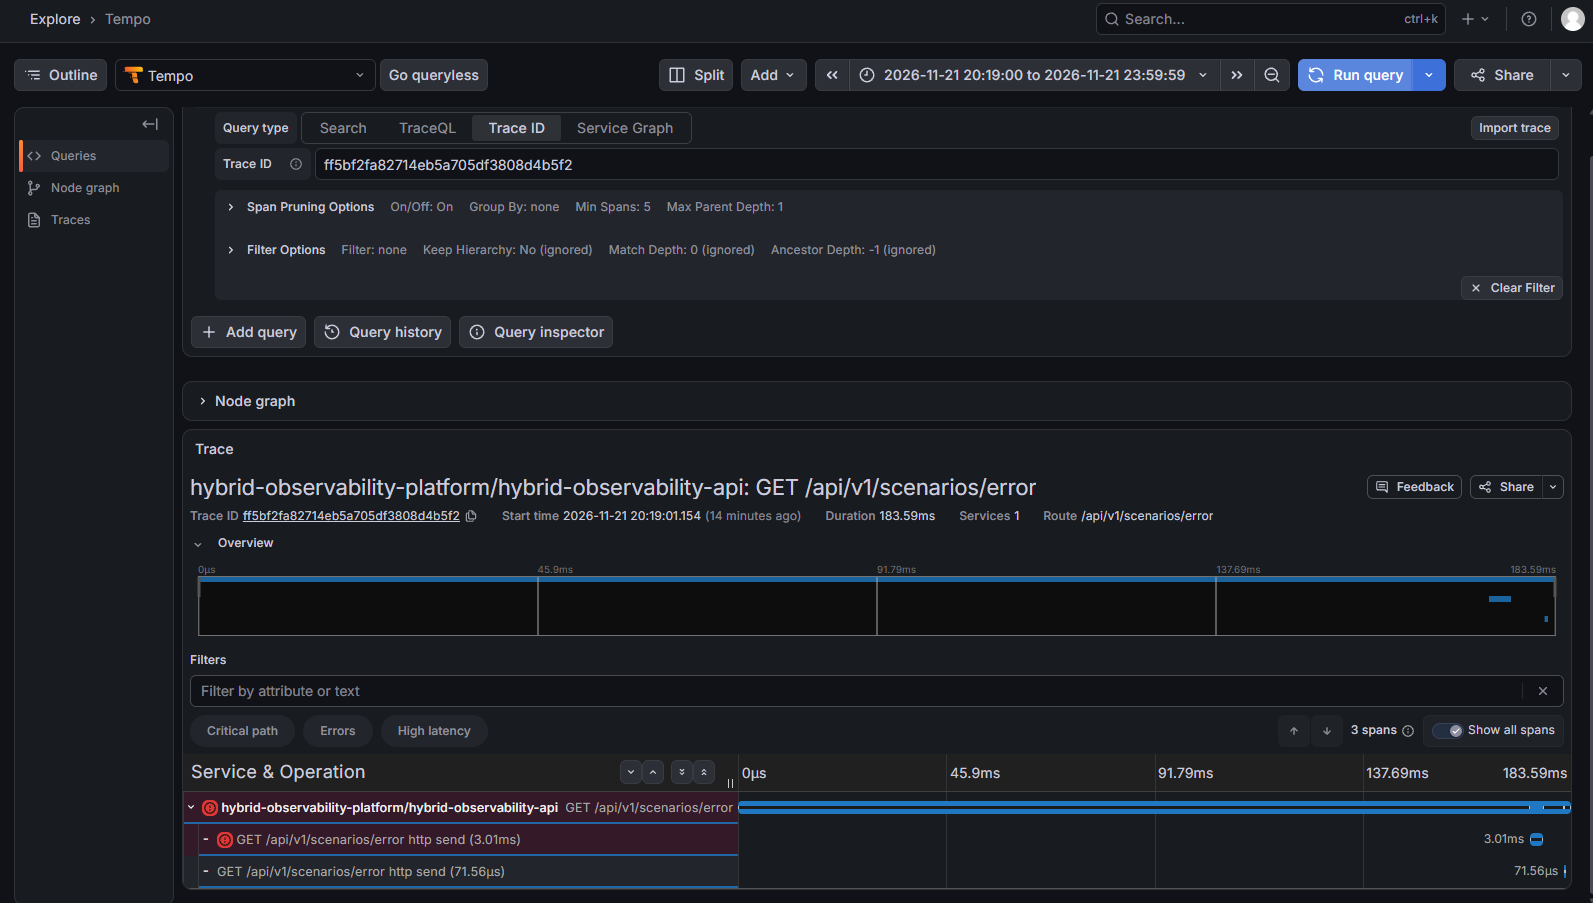 Explore › Tempo
Search... ctrl+k
Outline Tempo Go queryless Split Add 2026-11-21 20:19:00 to 2026-11-21 23:59:59 Run query Share
Queries
Node graph
Traces
Query type Search TraceQL Trace ID Service Graph Import trace
Trace ID ff5bf2fa82714eb5a705df3808d4b5f2
Span Pruning Options On/Off: On Group By: none Min Spans: 5 Max Parent Depth: 1
Filter Options Filter: none Keep Hierarchy: No (ignored) Match Depth: 0 (ignored) Ancestor Depth: -1 (ignored)
Clear Filter
Add query Query history Query inspector
Node graph
Trace
hybrid-observability-platform/hybrid-observability-api: GET /api/v1/scenarios/error
Feedback Share
Trace ID ff5bf2fa82714eb5a705df3808d4b5f2 Start time 2026-11-21 20:19:01.154 (14 minutes ago) Duration 183.59ms Services 1 Route /api/v1/scenarios/error
Overview
0µs 45.9ms 91.79ms 137.69ms 183.59ms
Filters
Filter by attribute or text
Critical path Errors High latency 3 spans Show all spans
Service & Operation 0µs 45.9ms 91.79ms 137.69ms 183.59ms
hybrid-observability-platform/hybrid-observability-api GET /api/v1/scenarios/error
- GET /api/v1/scenarios/error http send (3.01ms) 3.01ms
- GET /api/v1/scenarios/error http send (71.56µs) 71.56µs